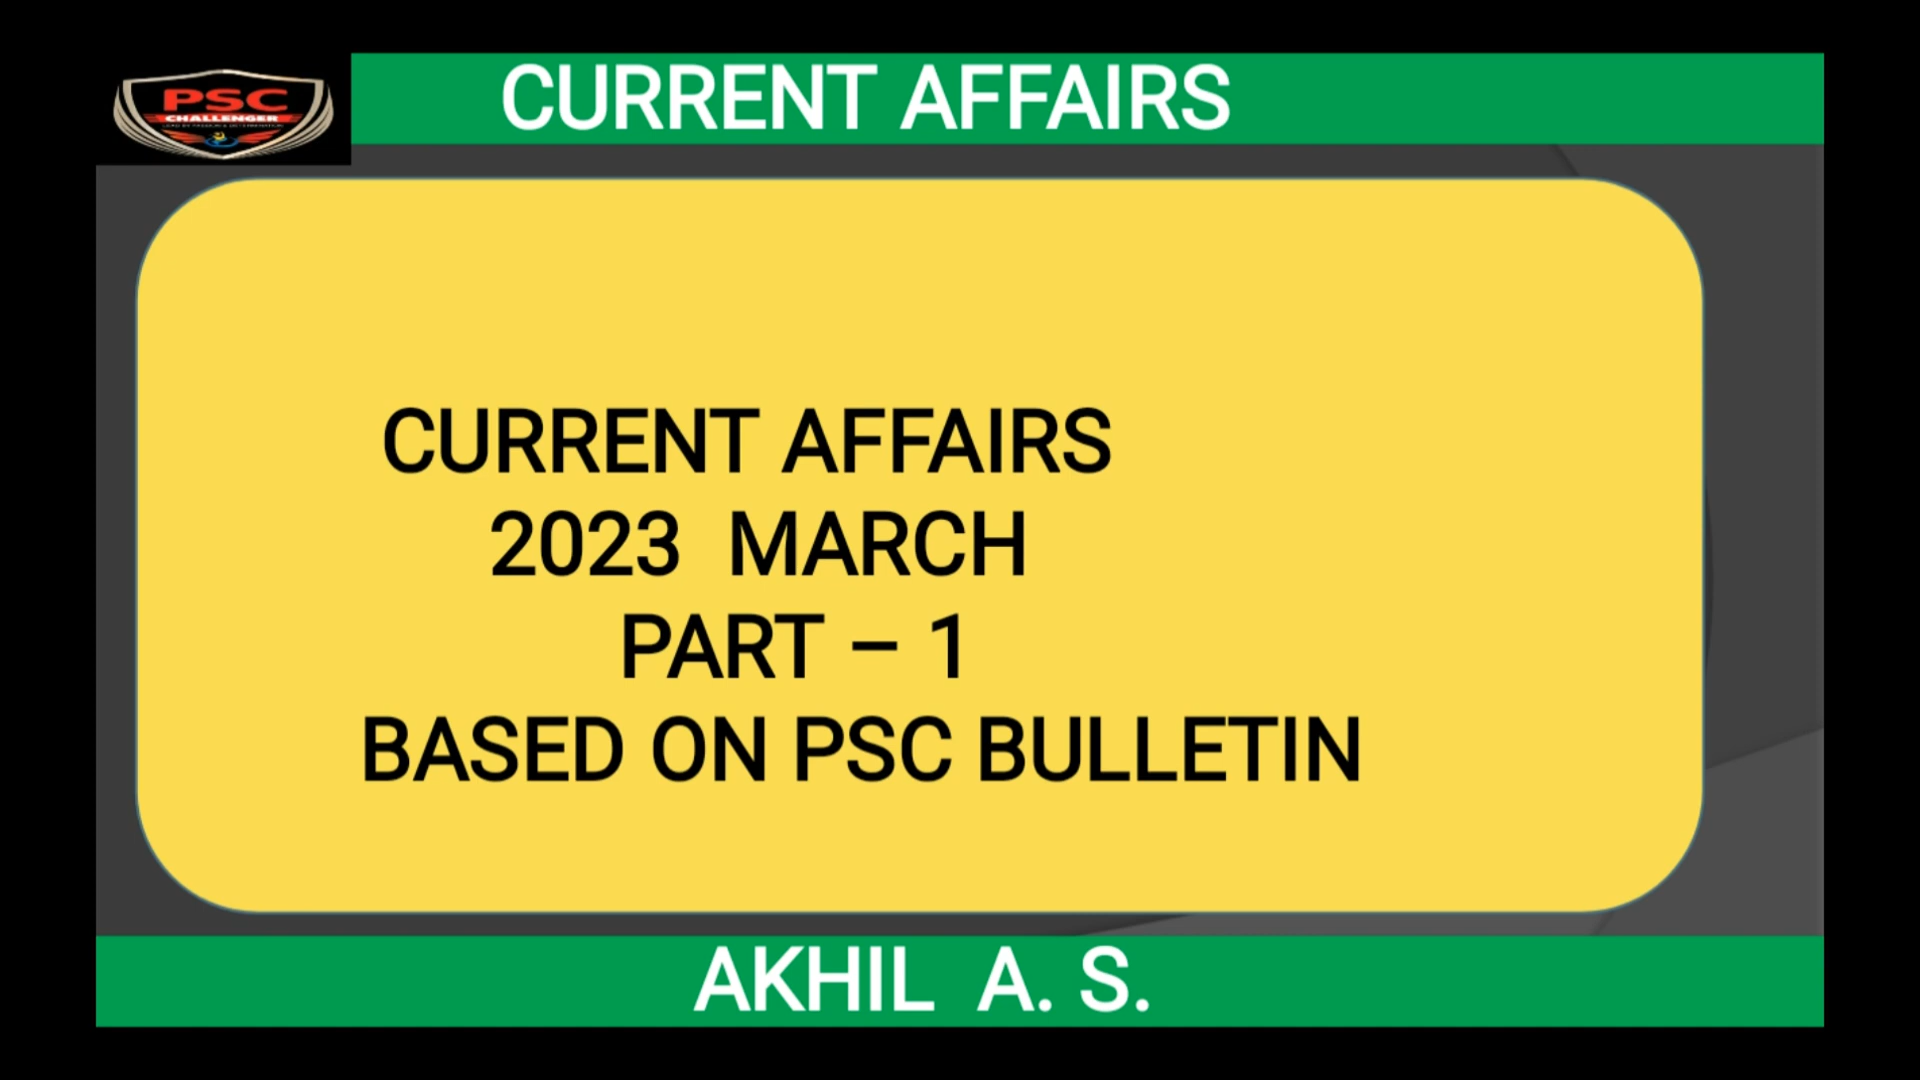 PSC
CHALLENGER
CURRENT AFFAIRS
CURRENT AFFAIRS
2023 MARCH
PART – 1
BASED ON PSC BULLETIN
AKHIL A. S.